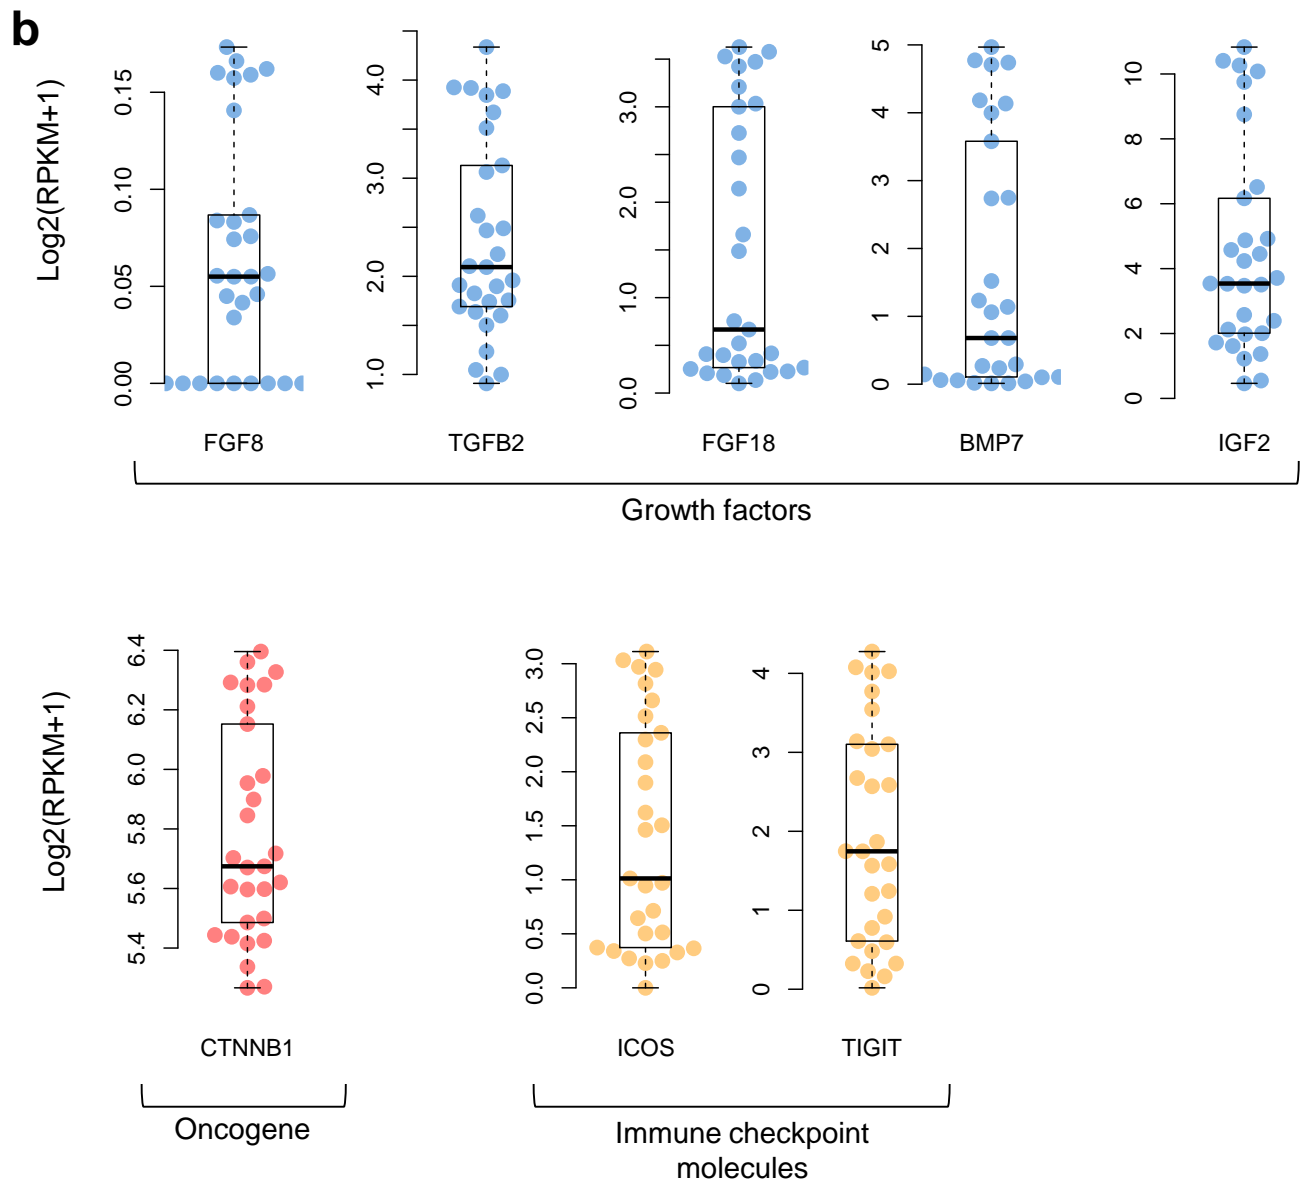 b
Log2(RPKM+1)
0.00 0.05 0.10 0.15
1.0 2.0 3.0 4.0
0.0 1.0 2.0 3.0
0 1 2 3 4 5
0 2 4 6 8 10
FGF8 TGFB2 FGF18 BMP7 IGF2
Growth factors
Log2(RPKM+1)
5.4 5.6 5.8 6.0 6.2 6.4
0.0 0.5 1.0 1.5 2.0 2.5 3.0
0 1 2 3 4
CTNNB1 ICOS TIGIT
Oncogene
Immune checkpoint
molecules